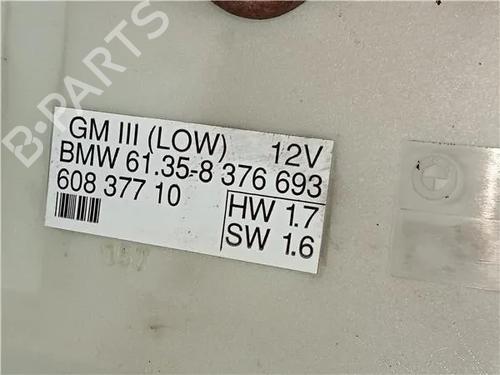 B-PARTS
GM III (LOW) 12V
BMW 61.35-8 376 693
608 377 10
HW 1.7
SW 1.6